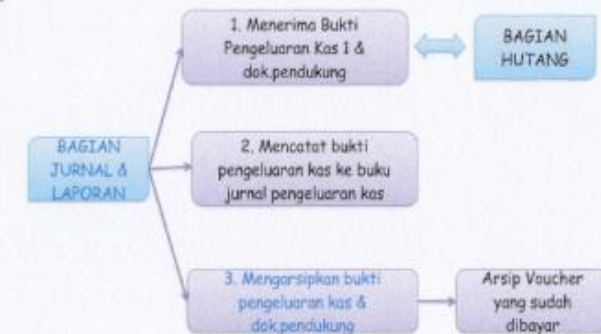 1. Menerima Bukti
Pengeluaran Kas 1 &
dok.pendukung
BAGIAN
HUTANG
BAGIAN
JURNAL &
LAPORAN
2. Mencatat bukti
pengeluaran kas ke buku
jurnal pengeluaran kas
3. Mengarsipkan bukti
pengeluaran kas &
dok.pendukung
Arsip Voucher
yang sudah
dibayar